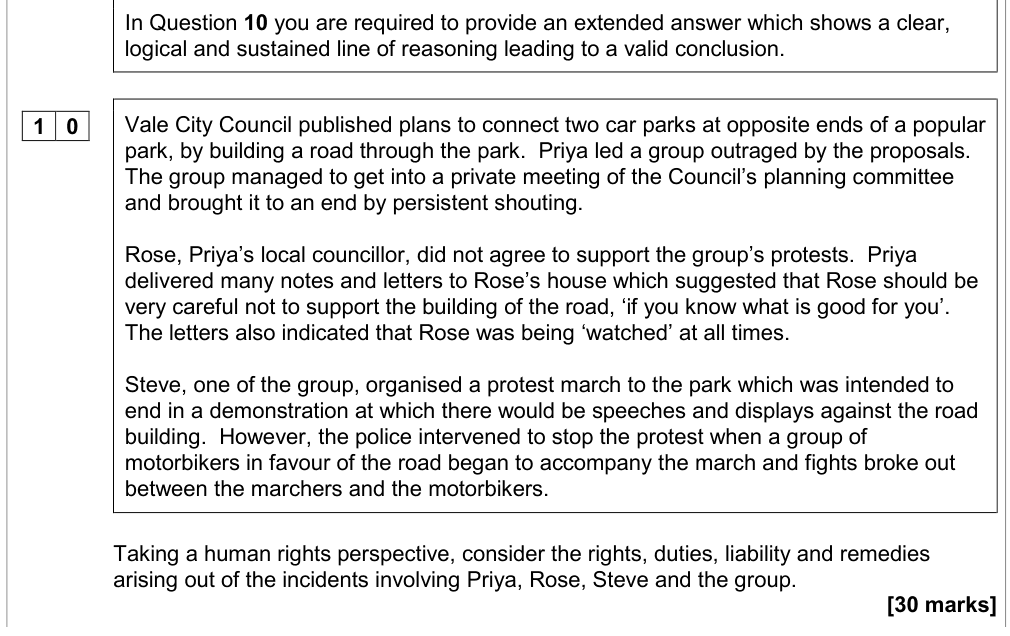 In Question 10 you are required to provide an extended answer which shows a clear,
logical and sustained line of reasoning leading to a valid conclusion.
1 0
Vale City Council published plans to connect two car parks at opposite ends of a popular
park, by building a road through the park.  Priya led a group outraged by the proposals.
The group managed to get into a private meeting of the Council's planning committee
and brought it to an end by persistent shouting.
Rose, Priya's local councillor, did not agree to support the group's protests.  Priya
delivered many notes and letters to Rose's house which suggested that Rose should be
very careful not to support the building of the road, 'if you know what is good for you'.
The letters also indicated that Rose was being 'watched' at all times.
Steve, one of the group, organised a protest march to the park which was intended to
end in a demonstration at which there would be speeches and displays against the road
building.  However, the police intervened to stop the protest when a group of
motorbikers in favour of the road began to accompany the march and fights broke out
between the marchers and the motorbikers.
Taking a human rights perspective, consider the rights, duties, liability and remedies
arising out of the incidents involving Priya, Rose, Steve and the group.
[30 marks]